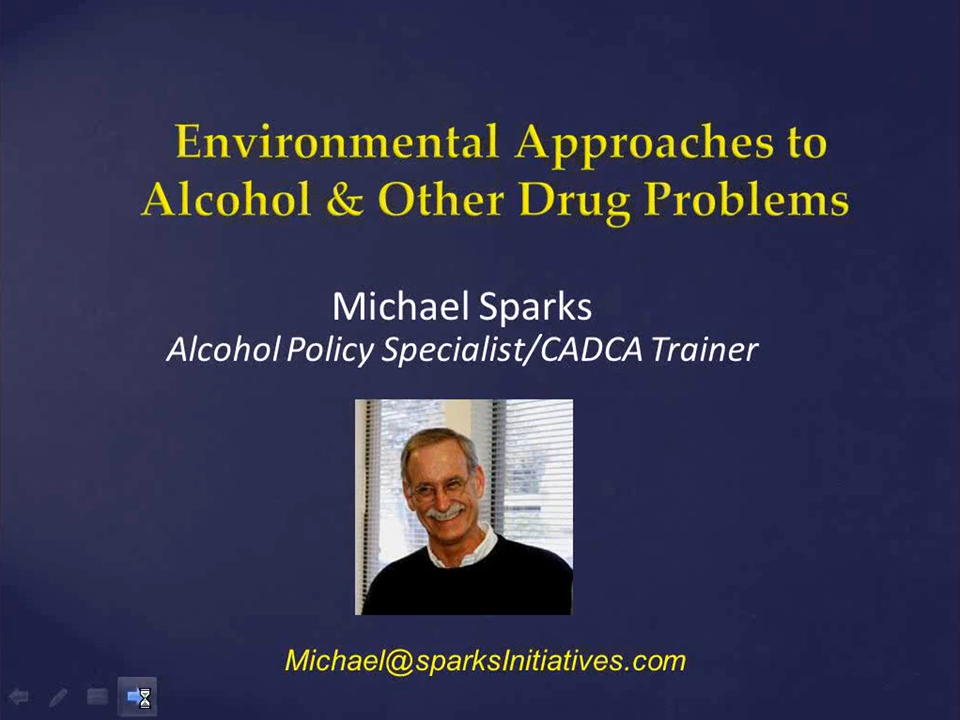 Environmental Approaches to
Alcohol & Other Drug Problems
Michael Sparks
Alcohol Policy Specialist/CADCA Trainer
Michael@sparksInitiatives.com